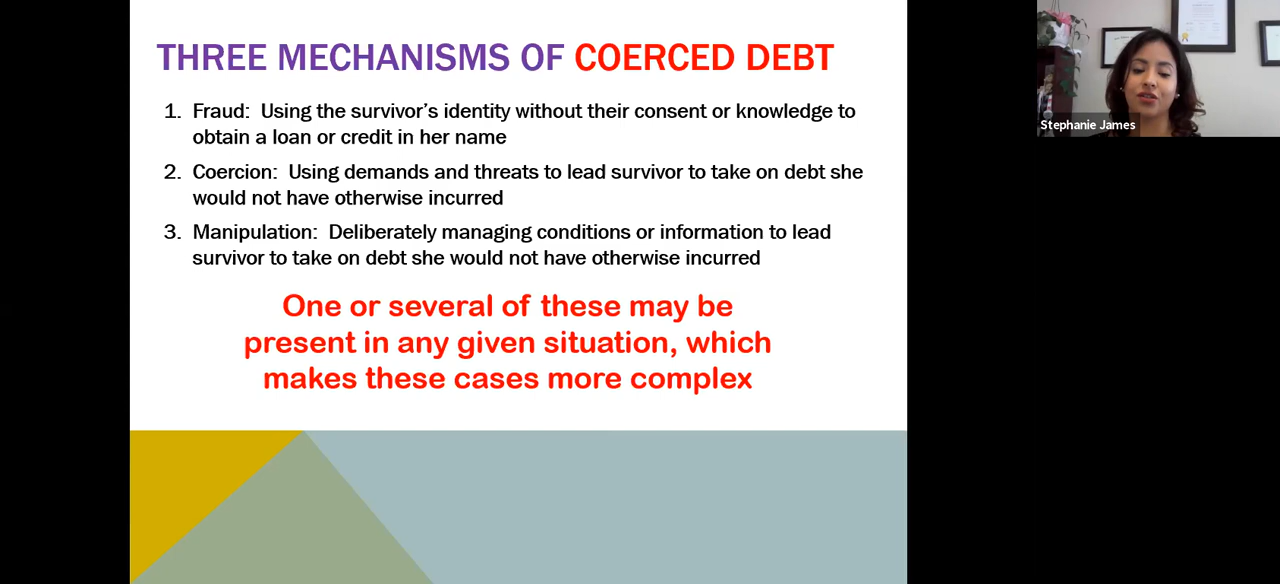 THREE MECHANISMS OF COERCED DEBT
1. Fraud: Using the survivor's identity without their consent or knowledge to
obtain a loan or credit in her name
2. Coercion: Using demands and threats to lead survivor to take on debt she
would not have otherwise incurred
3. Manipulation: Deliberately managing conditions or information to lead
survivor to take on debt she would not have otherwise incurred
One or several of these may be
present in any given situation, which
makes these cases more complex
Stephanie James